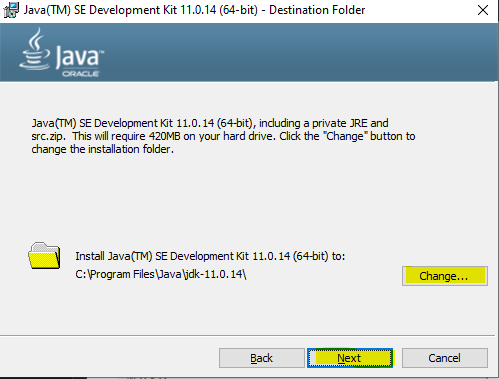 Java(TM) SE Development Kit 11.0.14 (64-bit) - Destination Folder
Java
ORACLE
Java(TM) SE Development Kit 11.0.14 (64-bit), including a private JRE and
src.zip. This will require 420MB on your hard drive. Click the "Change" button to
change the installation folder.
Install Java(TM) SE Development Kit 11.0.14 (64-bit) to:
C:\Program Files\Java\jdk-11.0.14\
Change...
Back
Next
Cancel